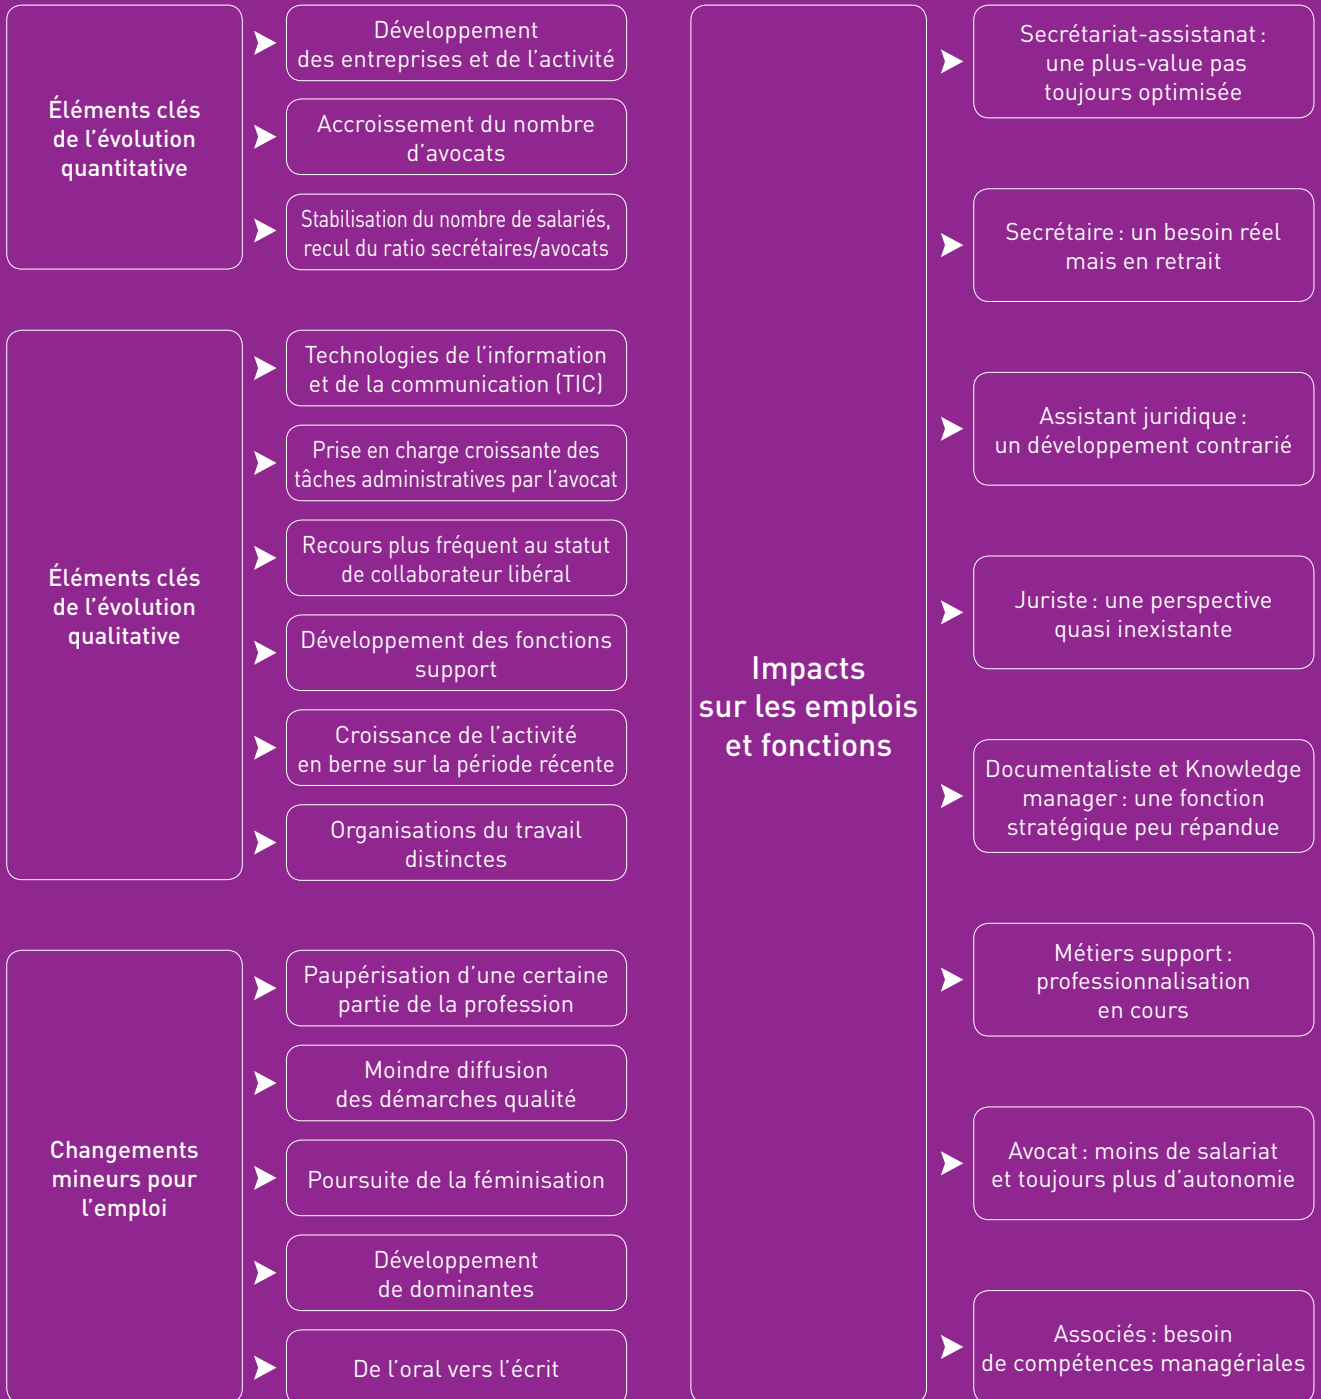 Éléments clés
de l’évolution
quantitative
Développement
des entreprises et de l’activité
Accroissement du nombre
d’avocats
Stabilisation du nombre de salariés,
recul du ratio secrétaires/avocats
Éléments clés
de l’évolution
qualitative
Technologies de l’information
et de la communication (TIC)
Prise en charge croissante des
tâches administratives par l’avocat
Recours plus fréquent au statut
de collaborateur libéral
Développement des fonctions
support
Croissance de l’activité
en berne sur la période récente
Organisations du travail
distinctes
Changements
mineurs pour
l’emploi
Paupérisation d’une certaine
partie de la profession
Moindre diffusion
des démarches qualité
Poursuite de la féminisation
Développement
de dominantes
De l’oral vers l’écrit
Impacts
sur les emplois
et fonctions
Secrétariat-assistanat :
une plus-value pas
toujours optimisée
Secrétaire : un besoin réel
mais en retrait
Assistant juridique :
un développement contrarié
Juriste : une perspective
quasi inexistante
Documentaliste et Knowledge
manager : une fonction
stratégique peu répandue
Métiers support :
professionnalisation
en cours
Avocat : moins de salariat
et toujours plus d’autonomie
Associés : besoin
de compétences managériales